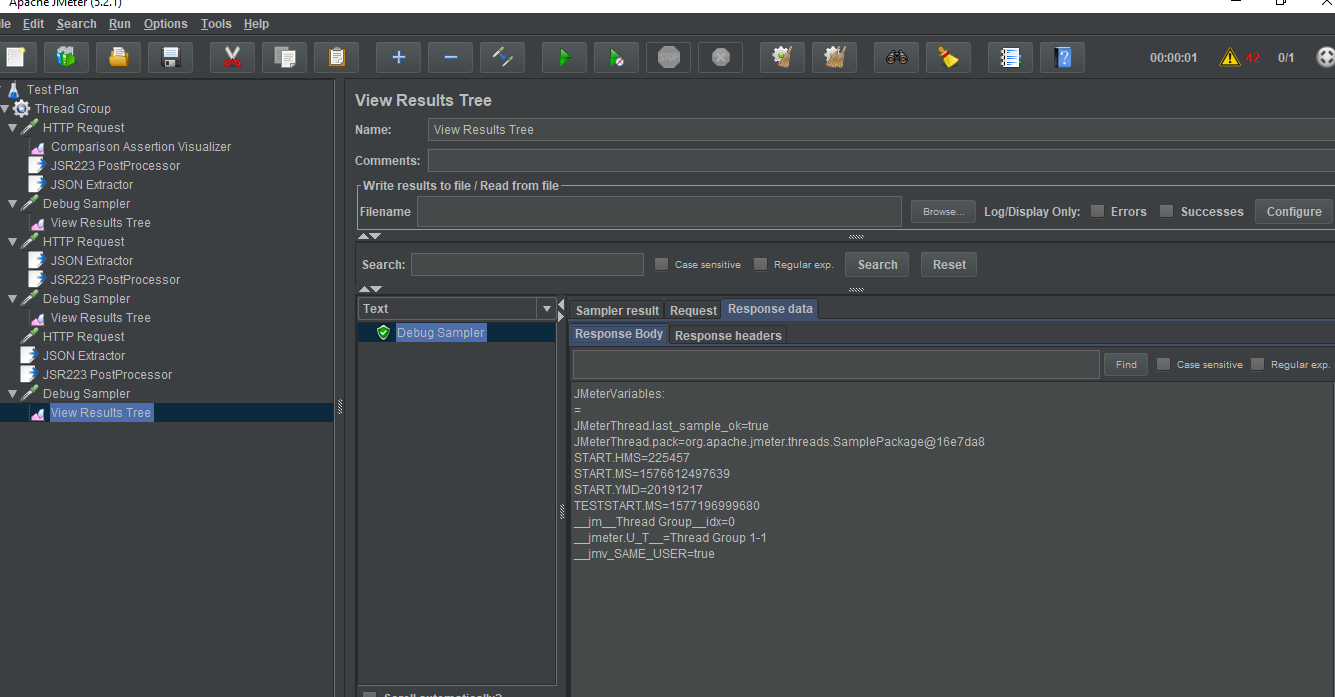 Apache JMeter (5.2.1)
le Edit Search Run Options Tools Help
STOP
00:00:01 42 0/1
Test Plan
Thread Group
HTTP Request
Comparison Assertion Visualizer
JSR223 PostProcessor
JSON Extractor
Debug Sampler
View Results Tree
HTTP Request
JSON Extractor
JSR223 PostProcessor
Debug Sampler
View Results Tree
HTTP Request
JSON Extractor
JSR223 PostProcessor
Debug Sampler
View Results Tree
View Results Tree
Name: View Results Tree
Comments:
Write results to file / Read from file
Filename Browse... Log/Display Only: Errors Successes Configure
Search: Case sensitive Regular exp. Search Reset
Text
Debug Sampler
Scroll automatically?
Sampler result Request Response data
Response Body Response headers
Find Case sensitive Regular exp.
JMeterVariables:
=
JMeterThread.last_sample_ok=true
JMeterThread.pack=org.apache.jmeter.threads.SamplePackage@16e7da8
START.HMS=225457
START.MS=1576612497639
START.YMD=20191217
TESTSTART.MS=1577196999680
__jm__Thread Group__idx=0
__jmeter.U_T__=Thread Group 1-1
__jmv_SAME_USER=true